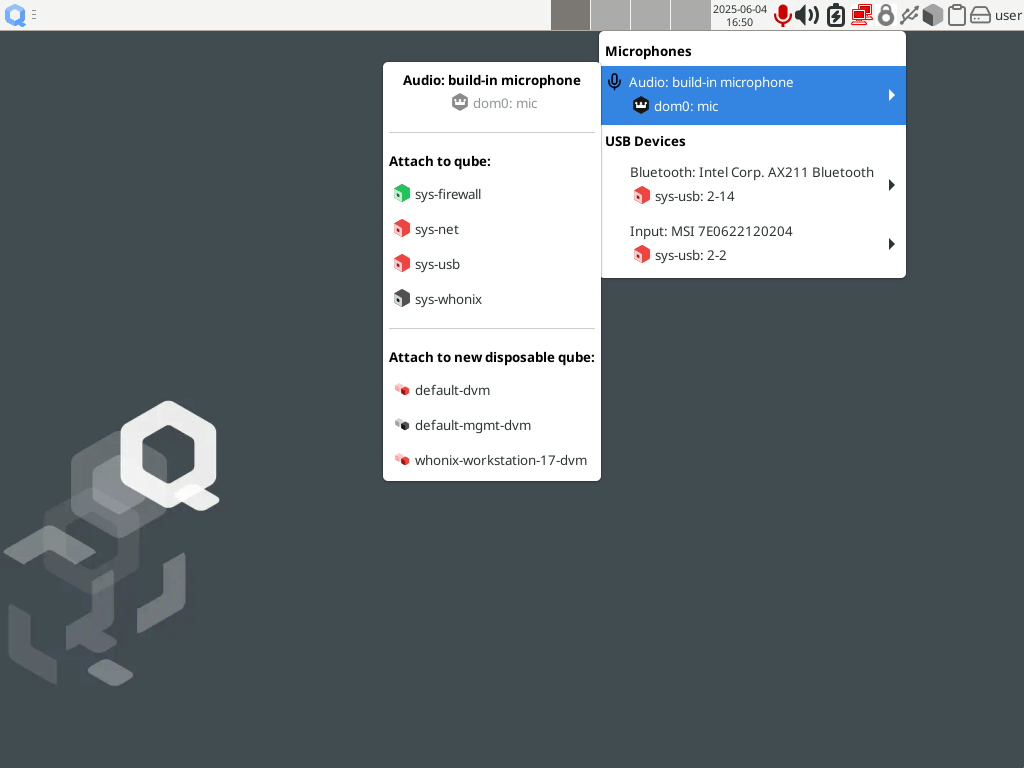 2025-06-04
16:50
user
Microphones
Audio: build-in microphone
dom0: mic
USB Devices
Bluetooth: Intel Corp. AX211 Bluetooth
sys-usb: 2-14
Input: MSI 7E0622120204
sys-usb: 2-2
Audio: build-in microphone
dom0: mic
Attach to qube:
sys-firewall
sys-net
sys-usb
sys-whonix
Attach to new disposable qube:
default-dvm
default-mgmt-dvm
whonix-workstation-17-dvm